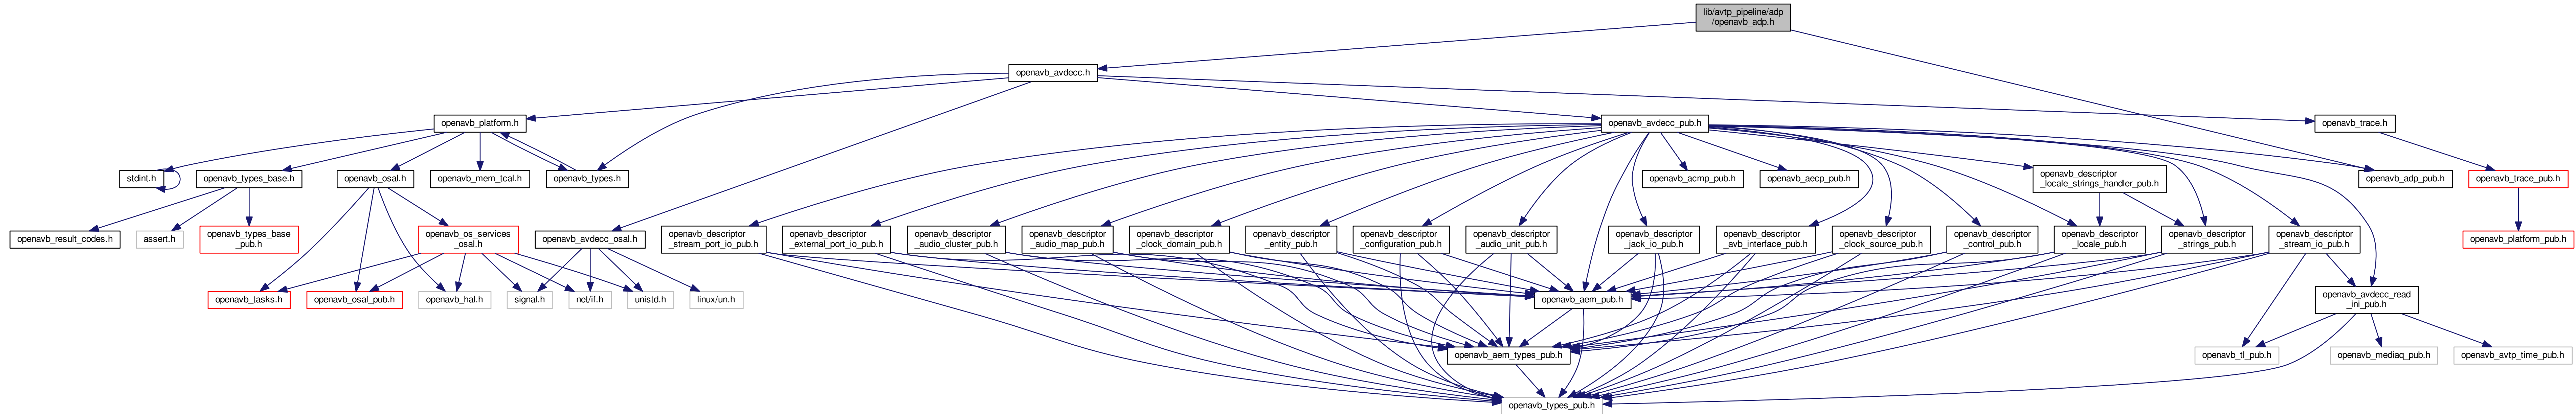 lib/avtp_pipeline/adp
/openavb_adp.h
openavb_avdecc.h
openavb_platform.h
openavb_avdecc_pub.h
openavb_trace.h
stdint.h
openavb_types_base.h
openavb_osal.h
openavb_mem_tcal.h
openavb_types.h
openavb_acmp_pub.h
openavb_aecp_pub.h
openavb_descriptor
_locale_strings_handler_pub.h
openavb_adp_pub.h
openavb_trace_pub.h
openavb_result_codes.h
assert.h
openavb_types_base
_pub.h
openavb_os_services
_osal.h
openavb_avdecc_osal.h
openavb_descriptor
_stream_port_io_pub.h
openavb_descriptor
_external_port_io_pub.h
openavb_descriptor
_audio_cluster_pub.h
openavb_descriptor
_audio_map_pub.h
openavb_descriptor
_clock_domain_pub.h
openavb_descriptor
_entity_pub.h
openavb_descriptor
_configuration_pub.h
openavb_descriptor
_audio_unit_pub.h
openavb_descriptor
_jack_io_pub.h
openavb_descriptor
_avb_interface_pub.h
openavb_descriptor
_clock_source_pub.h
openavb_descriptor
_control_pub.h
openavb_descriptor
_locale_pub.h
openavb_descriptor
_strings_pub.h
openavb_descriptor
_stream_io_pub.h
openavb_platform_pub.h
openavb_tasks.h
openavb_osal_pub.h
openavb_hal.h
signal.h
net/if.h
unistd.h
linux/un.h
openavb_aem_pub.h
openavb_avdecc_read
_ini_pub.h
openavb_aem_types_pub.h
openavb_tl_pub.h
openavb_mediaq_pub.h
openavb_avtp_time_pub.h
openavb_types_pub.h